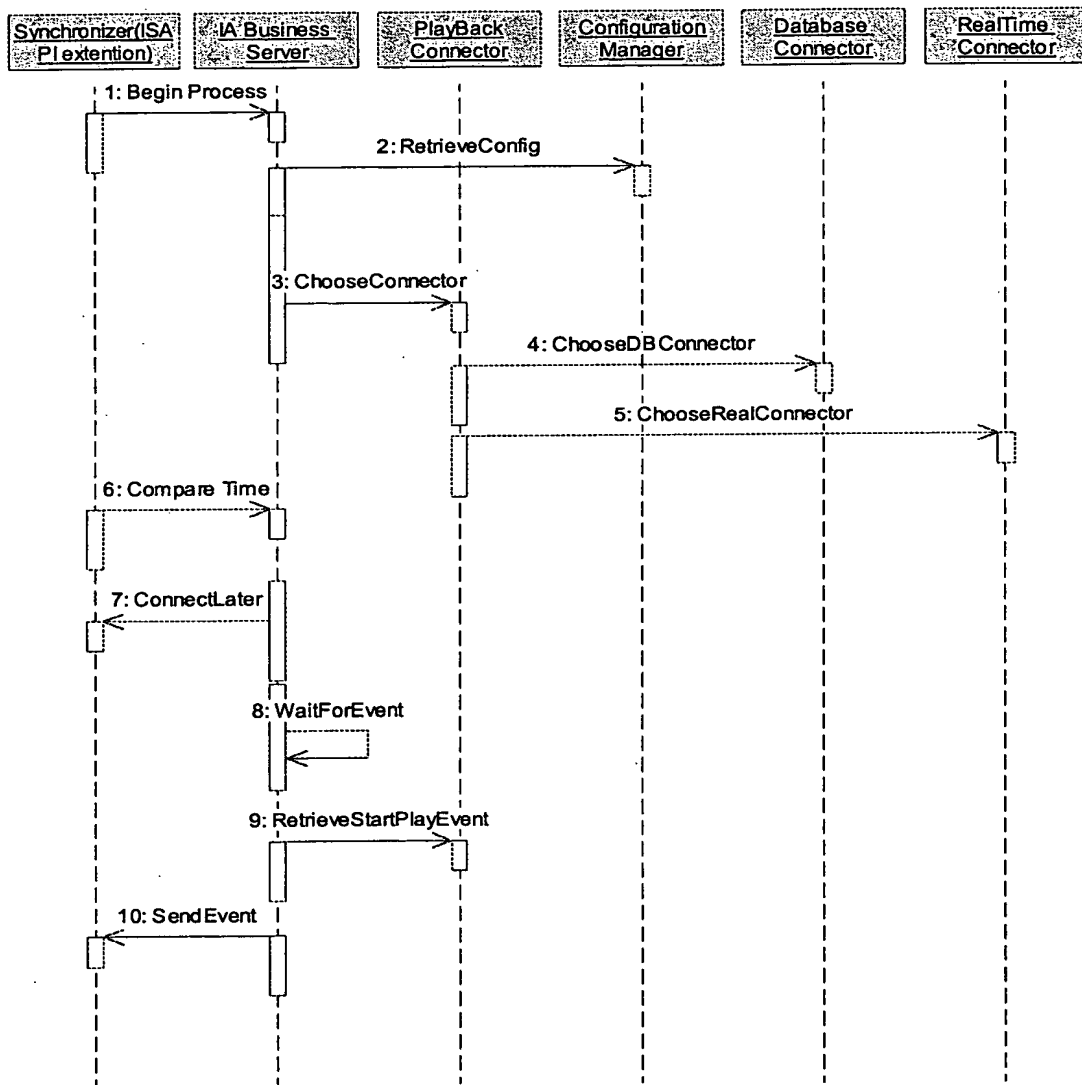 Synchronizer(ISA
PI extention)
IA Business
Server
PlayBack
Connector
Configuration
Manager
Database
Connector
RealTime
Connector
1: Begin Process
2: RetrieveConfig
3: ChooseConnector
4: ChooseDBConnector
5: ChooseRealConnector
6: Compare Time
7: ConnectLater
8: WaitForEvent
9: RetrieveStartPlayEvent
10: SendEvent